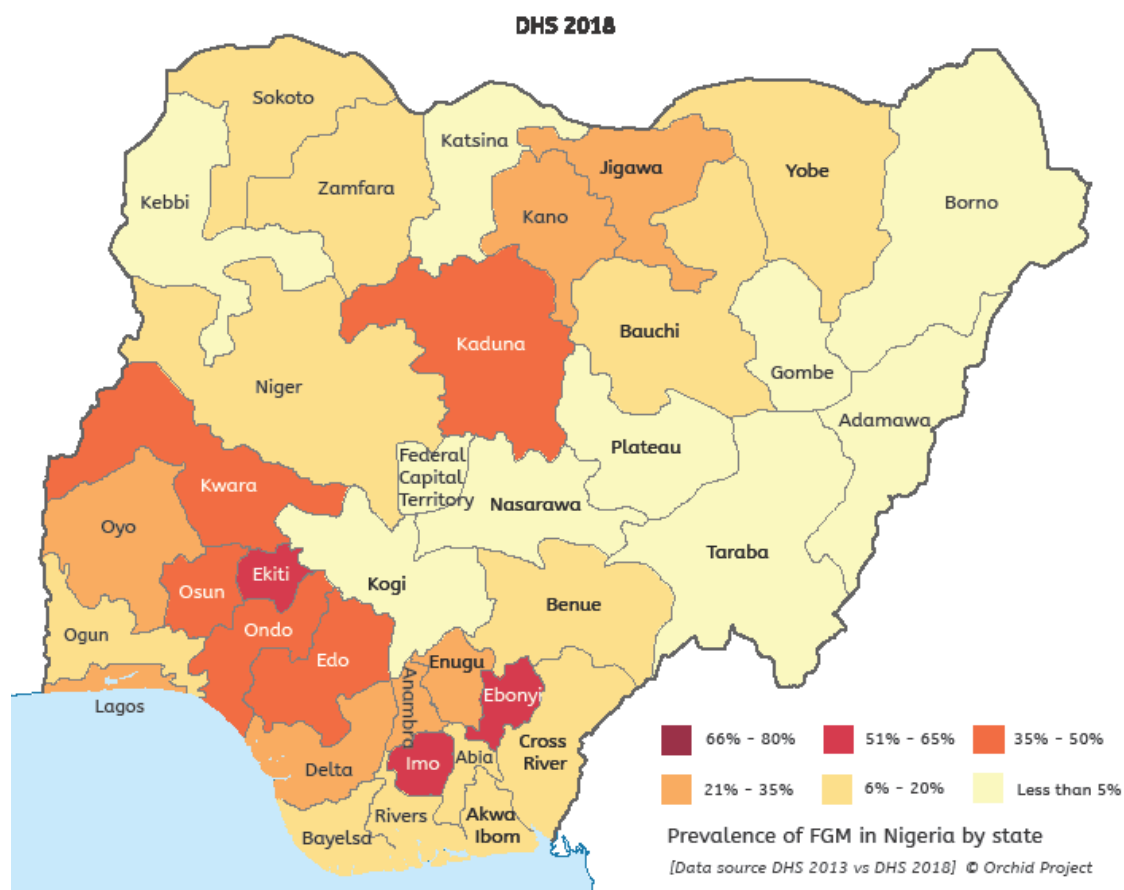 DHS 2018
Sokoto
Katsina
Zamfara
Kebbi
Jigawa
Kano
Yobe
Borno
Kaduna
Bauchi
Gombe
Niger
Adamawa
Plateau
Federal
Capital
Territory
Nasarawa
Kwara
Oyo
Taraba
Ekiti
Osun
Kogi
Benue
Ogun
Ondo
Edo
Enugu
Anambra
Ebonyi
Lagos
Cross
River
Delta
Imo
Abia
Bayelsa
Rivers
Akwa
Ibom
66% - 80%
51% - 65%
35% - 50%
21% - 35%
6% - 20%
Less than 5%
Prevalence of FGM in Nigeria by state
[Data source DHS 2013 vs DHS 2018] © Orchid Project